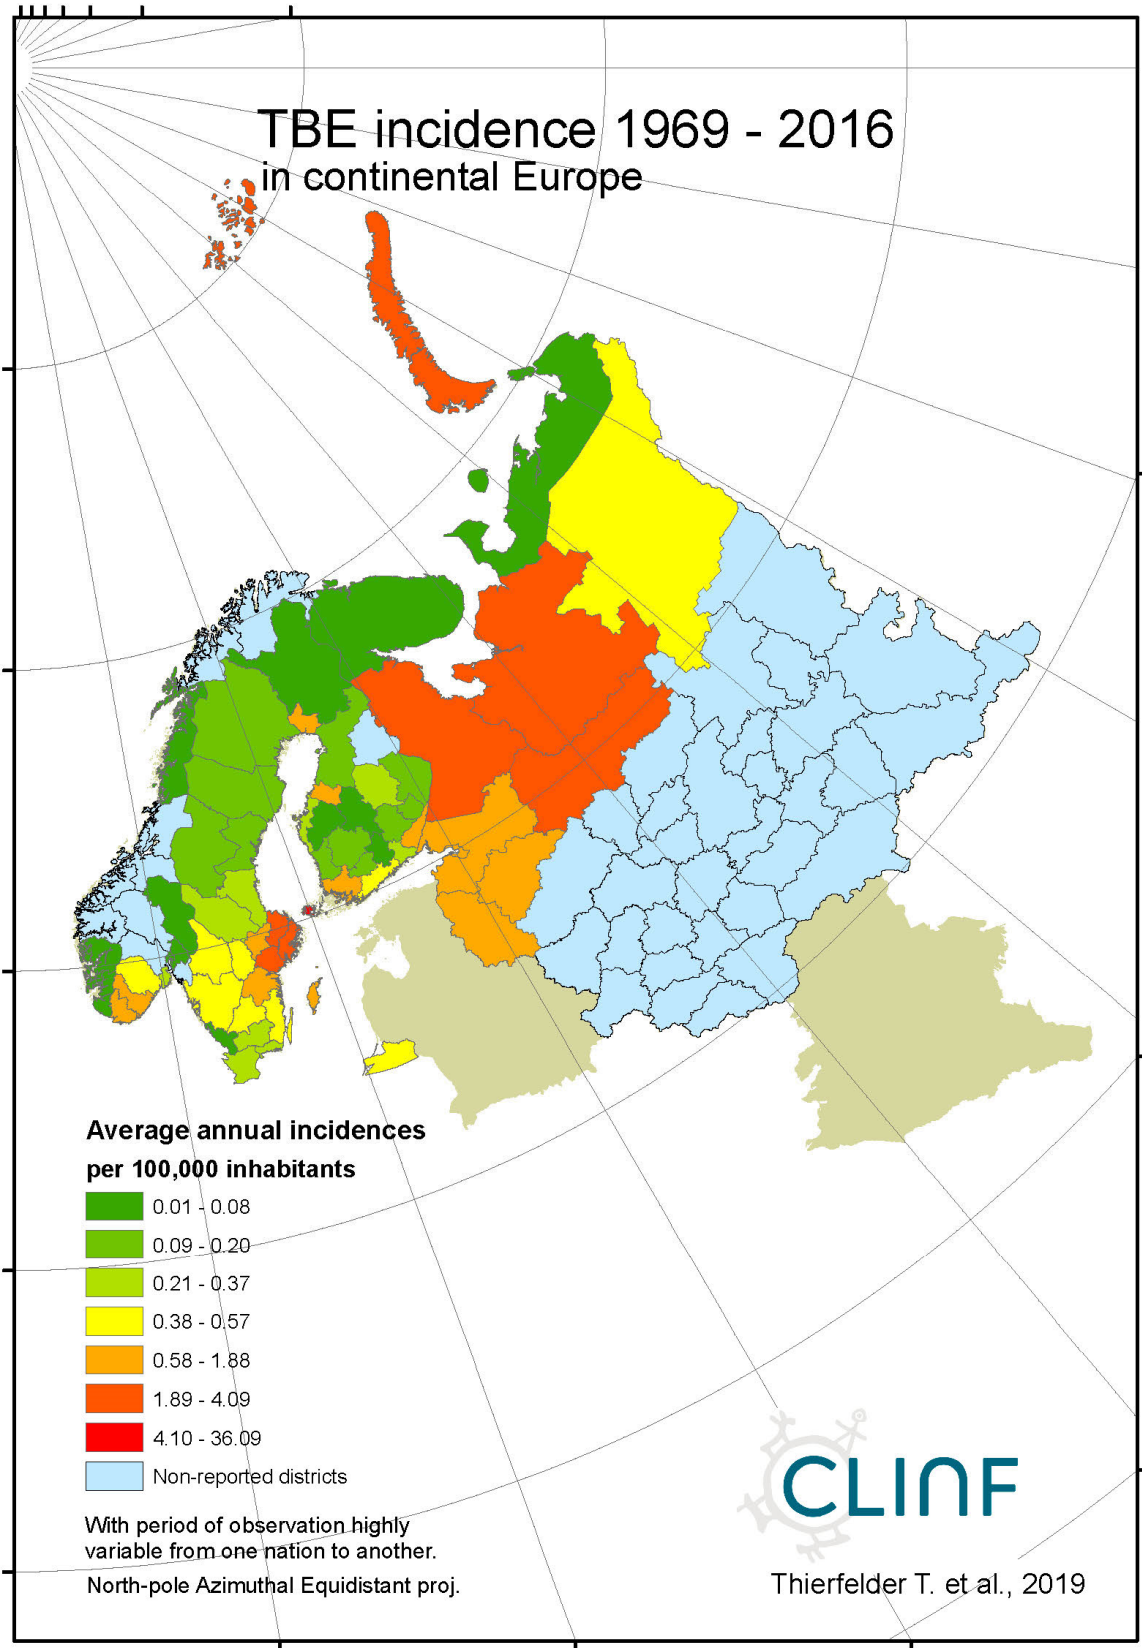 TBE incidence 1969 - 2016
in continental Europe
Average annual incidences
per 100,000 inhabitants
0.01 - 0.08
0.09 - 0.20
0.21 - 0.37
0.38 - 0.57
0.58 - 1.88
1.89 - 4.09
4.10 - 36.09
Non-reported districts
With period of observation highly
variable from one nation to another.
North-pole Azimuthal Equidistant proj.
CLINF
Thierfelder T. et al., 2019